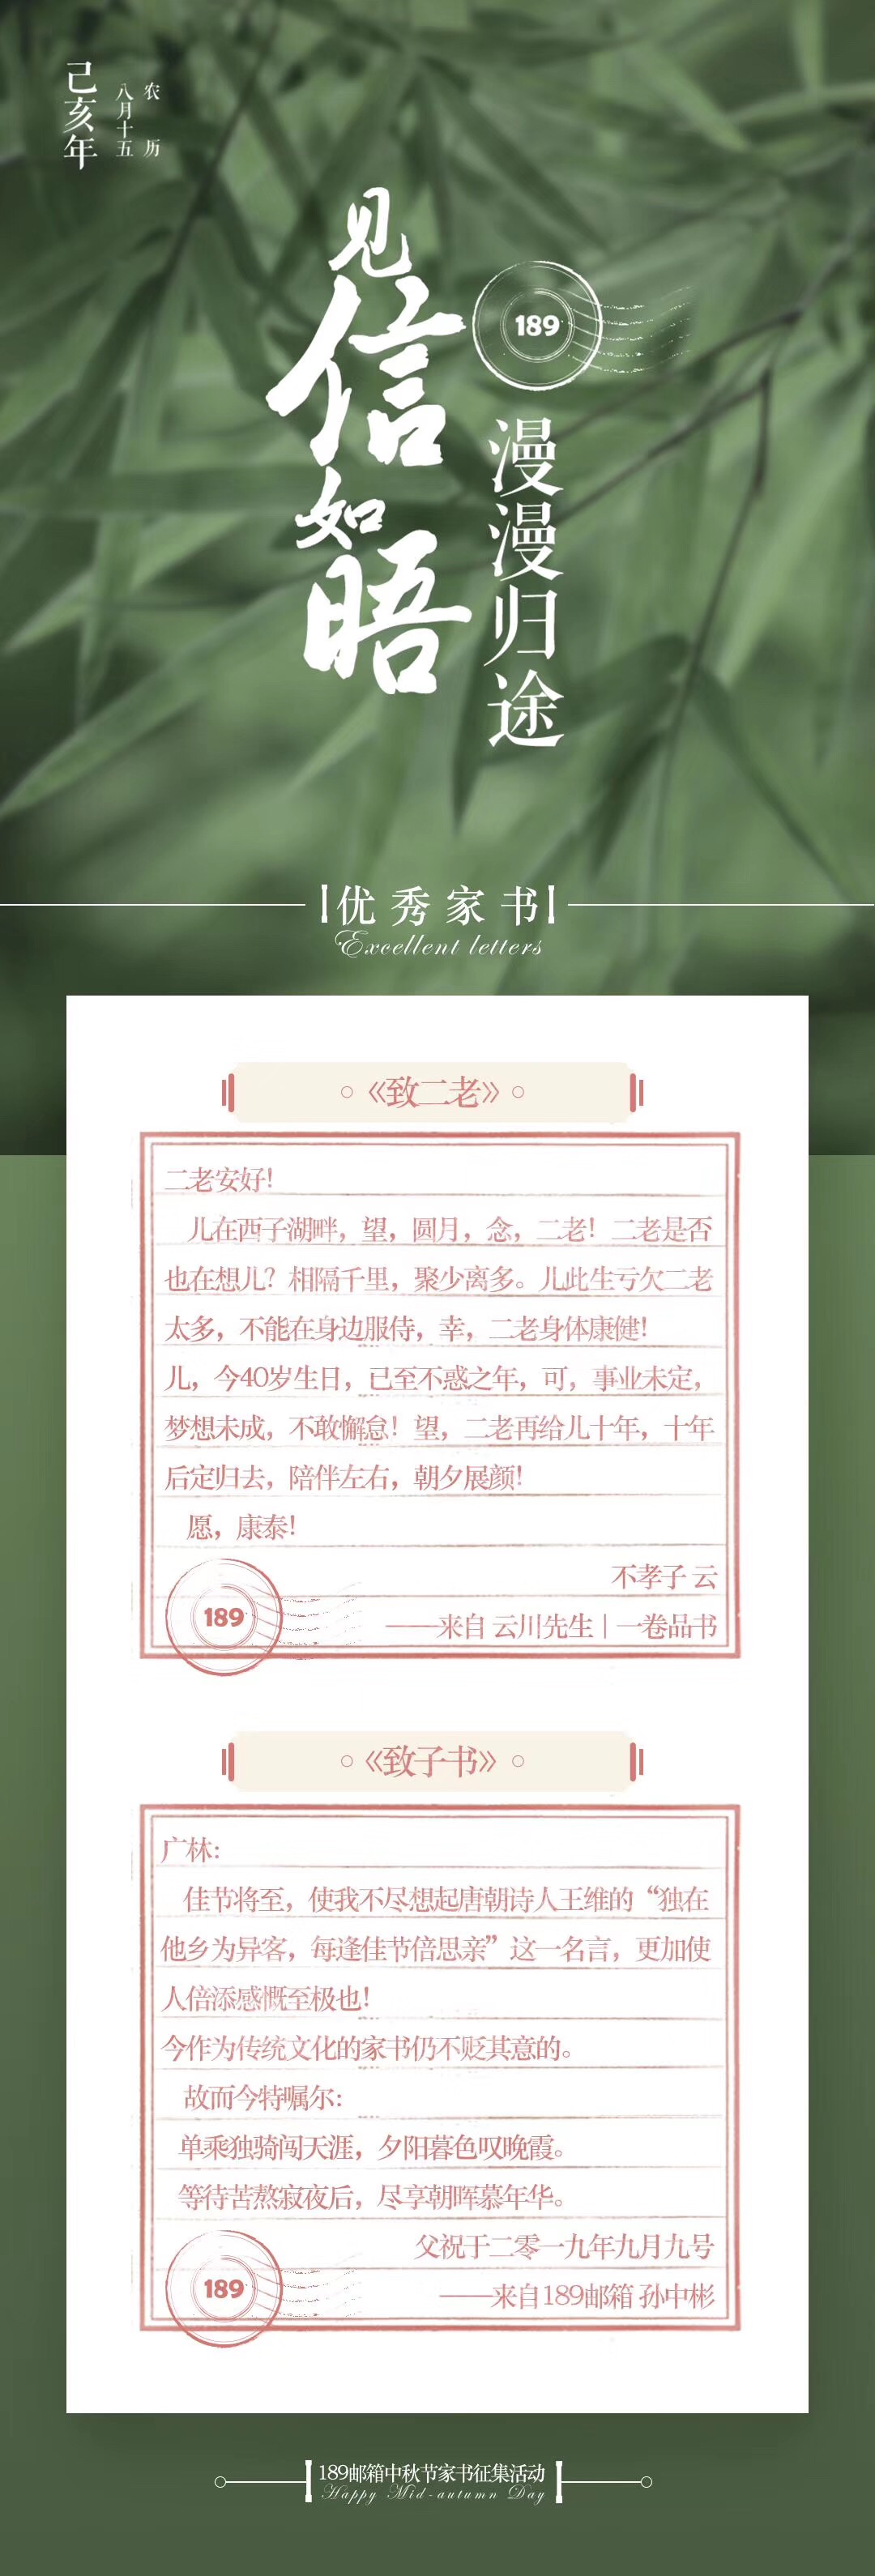 农历
八月十五
己亥年
见信如晤
189
漫漫归途
优秀家书
Excellent letters
《致二老》
二老安好！
儿在西子湖畔，望，圆月，念，二老！二老是否
也在想儿？相隔千里，聚少离多。儿此生亏欠二老
太多，不能在身边服侍，幸，二老身体康健！
儿，今40岁生日，已至不惑之年，可，事业未定，
梦想未成，不敢懈怠！望，二老再给儿十年，十年
后定归去，陪伴左右，朝夕展颜！
愿，康泰！
不孝子 云
189
——来自 云川先生｜一卷品书
《致子书》
广林：
佳节将至，使我不尽想起唐朝诗人王维的“独在
他乡为异客，每逢佳节倍思亲”这一名言，更加使
人倍添感慨至极也！
今作为传统文化的家书仍不贬其意的。
故而今特嘱尔：
单乘独骑闯天涯，夕阳暮色叹晚霞。
等待苦熬寂夜后，尽享朝晖慕年华。
父祝于二零一九年九月九号
189
——来自189邮箱 孙中彬
189邮箱中秋节家书征集活动
Happy Mid-autumn Day